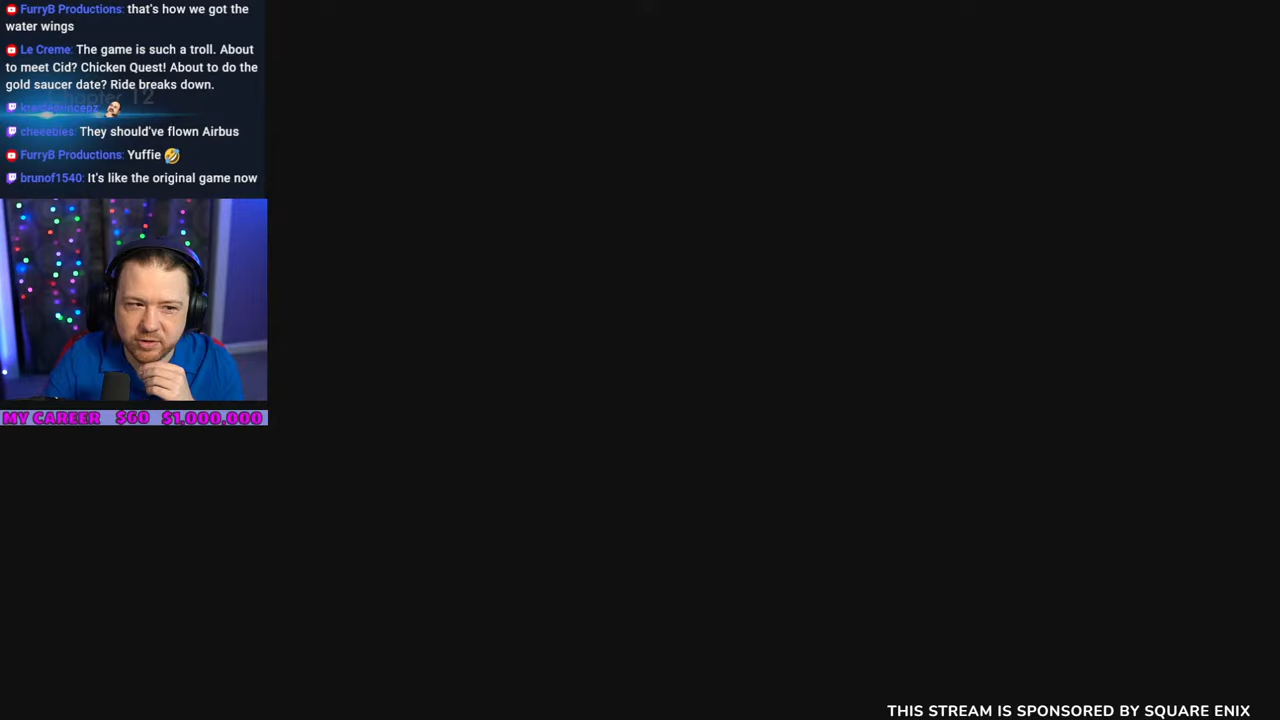 FurryB Productions: that's how we got the
water wings
Le Creme: The game is such a troll. About
to meet Cid? Chicken Quest! About to do the
gold saucer date? Ride breaks down.
Chapter 12
cheeebies: They should've flown Airbus
FurryB Productions: Yuffie 🤣
brunof1540: It's like the original game now
MY CAREER $60 $1,000,000
THIS STREAM IS SPONSORED BY SQUARE ENIX